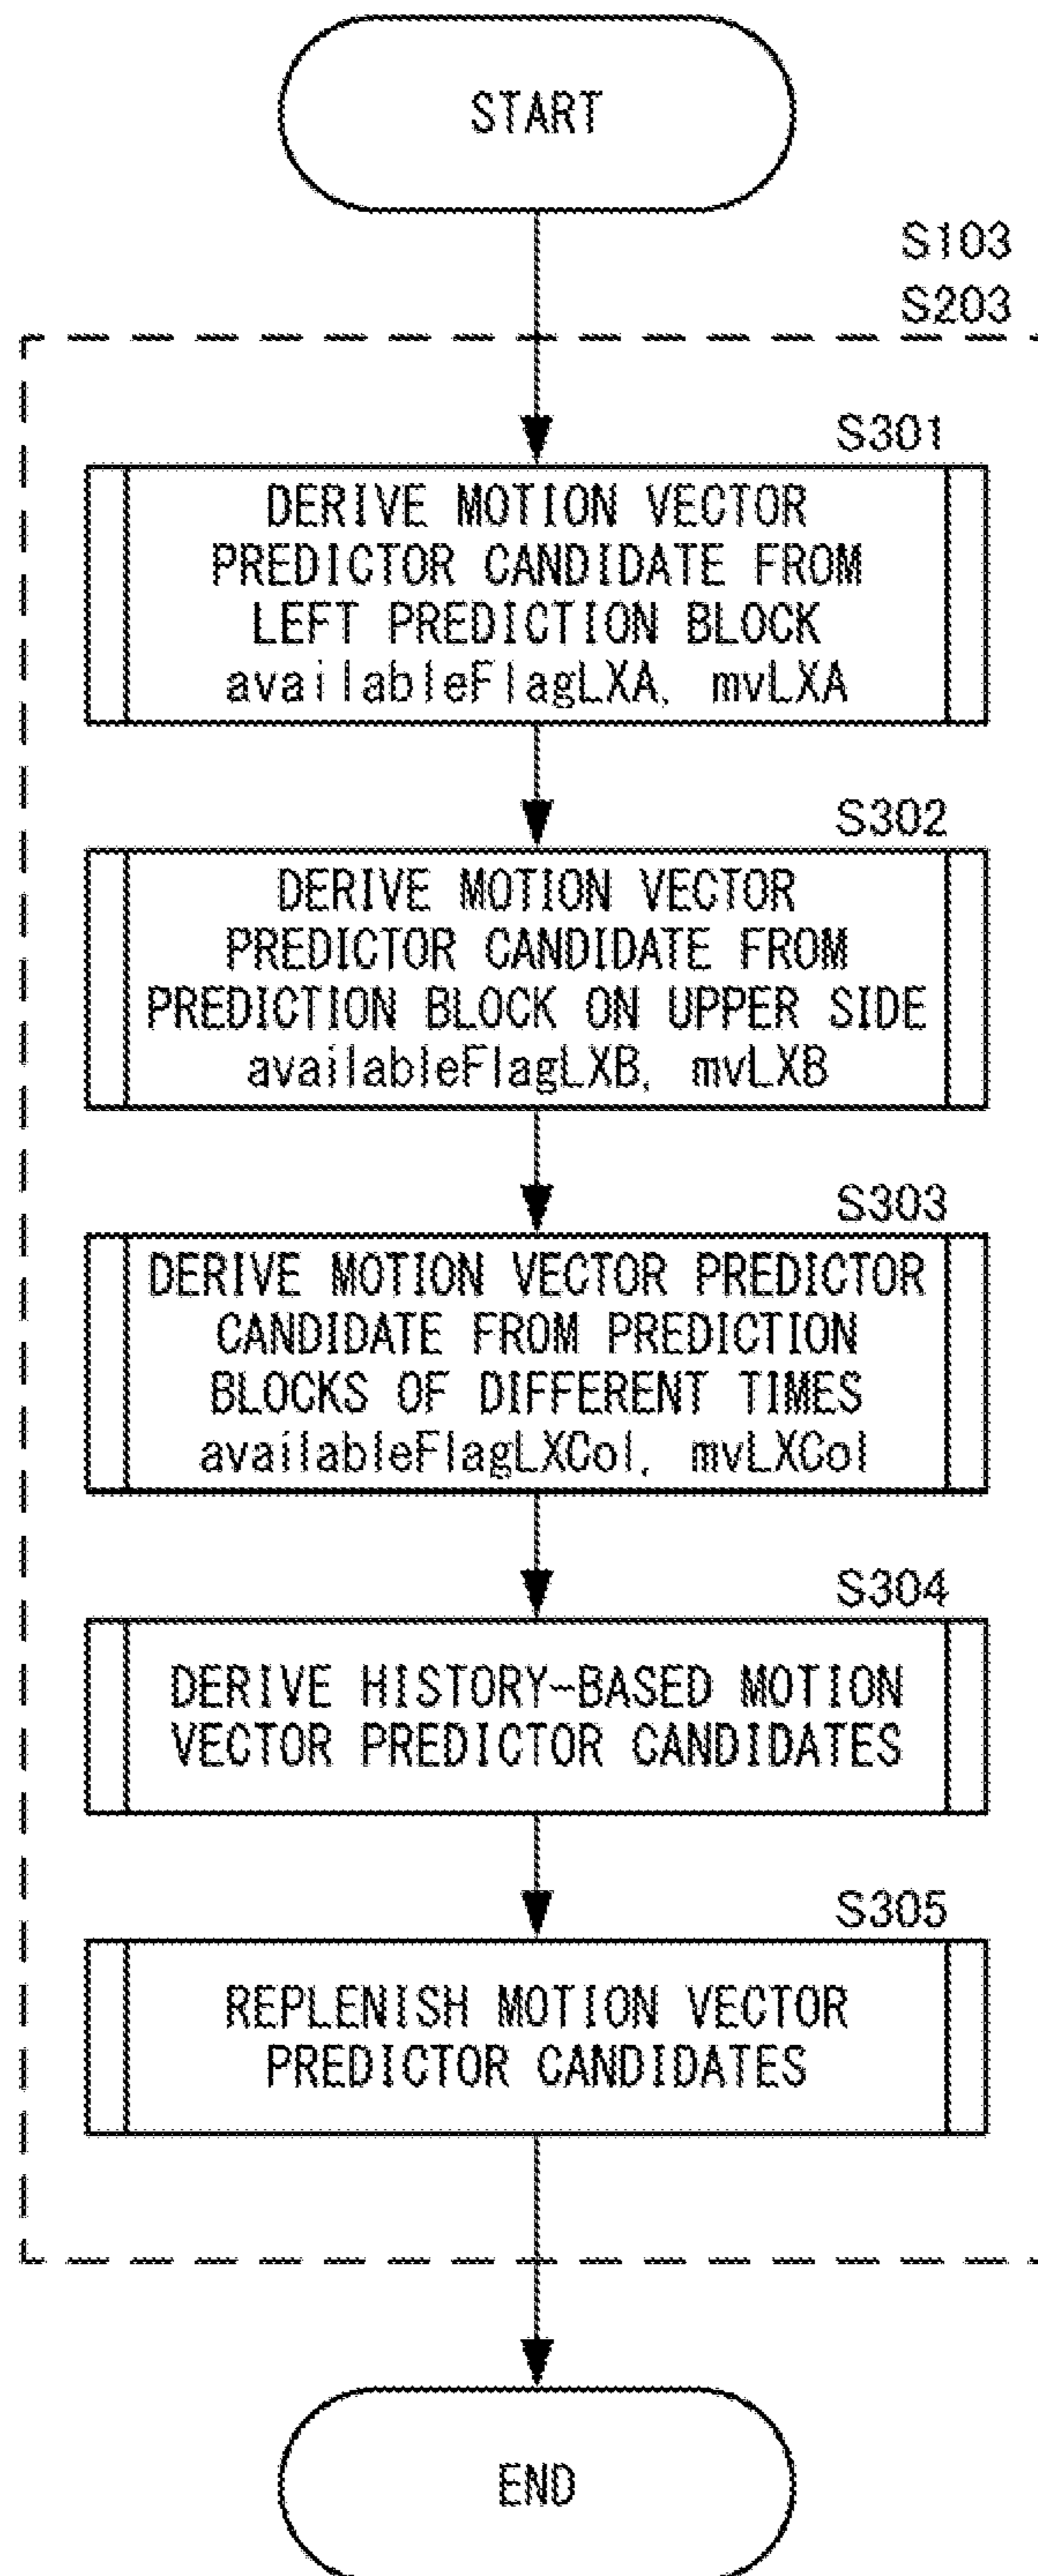 START
S103
S203
S301
DERIVE MOTION VECTOR
PREDICTOR CANDIDATE FROM
LEFT PREDICTION BLOCK
availableFlagLXA, mvLXA
S302
DERIVE MOTION VECTOR
PREDICTOR CANDIDATE FROM
PREDICTION BLOCK ON UPPER SIDE
availableFlagLXB, mvLXB
S303
DERIVE MOTION VECTOR PREDICTOR
CANDIDATE FROM PREDICTION
BLOCKS OF DIFFERENT TIMES
availableFlagLXCol, mvLXCol
S304
DERIVE HISTORY-BASED MOTION
VECTOR PREDICTOR CANDIDATES
S305
REPLENISH MOTION VECTOR
PREDICTOR CANDIDATES
END